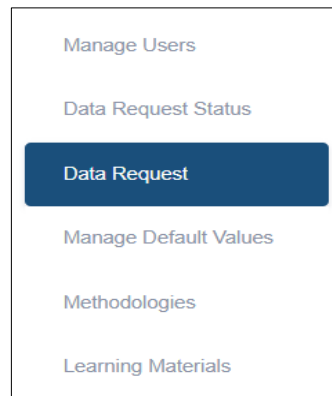 Manage Users
Data Request Status
Data Request
Manage Default Values
Methodologies
Learning Materials